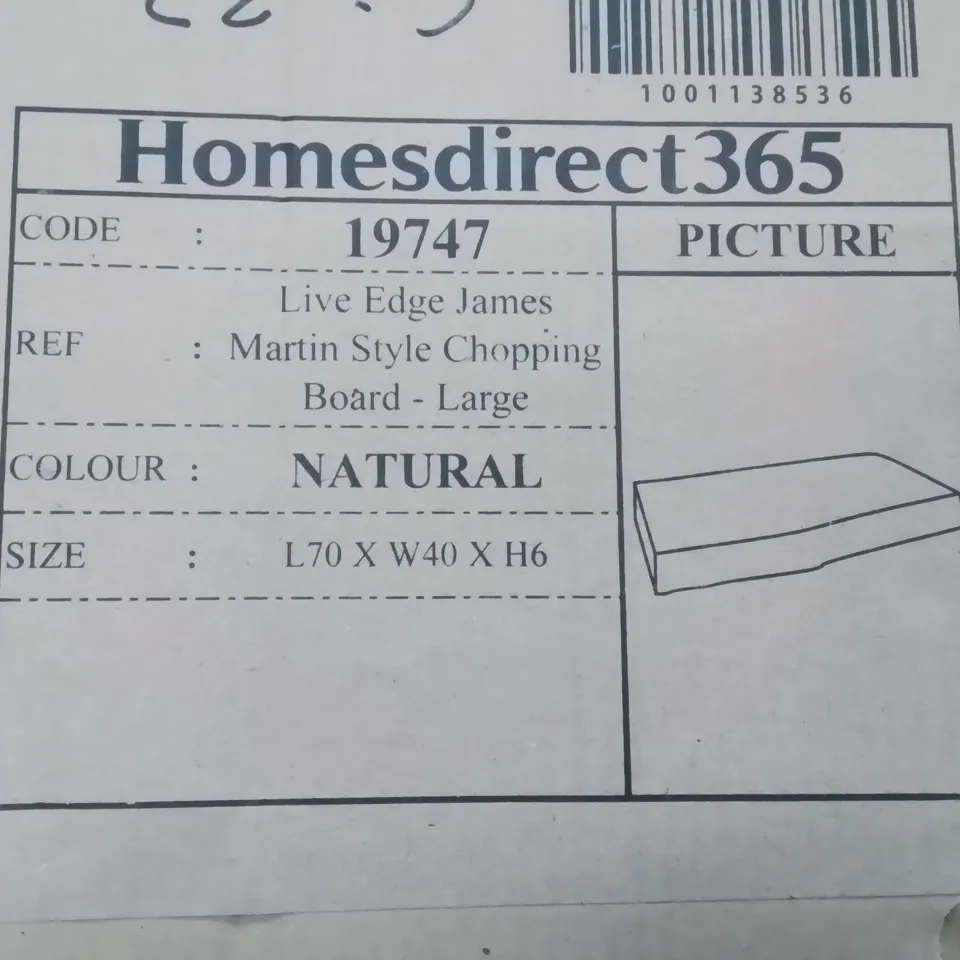 1001138536
Homesdirect365
CODE : 19747
PICTURE
Live Edge James
REF : Martin Style Chopping
Board - Large
COLOUR : NATURAL
SIZE : L70 X W40 X H6